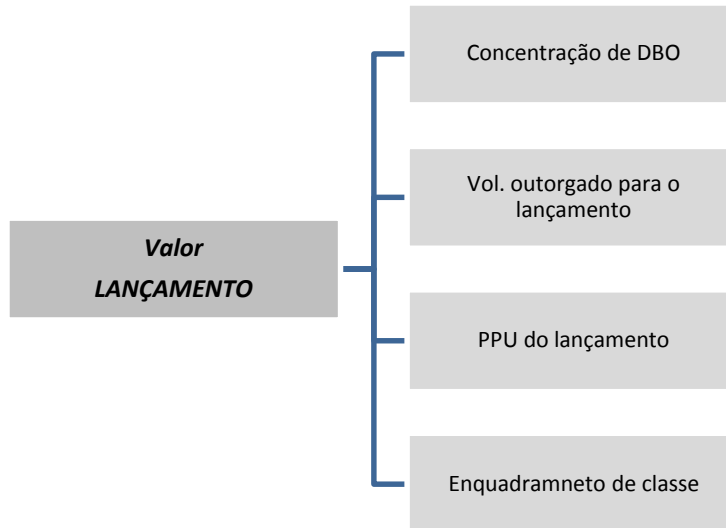 Valor
LANÇAMENTO
Concentração de DBO
Vol. outorgado para o
lançamento
PPU do lançamento
Enquadramneto de classe